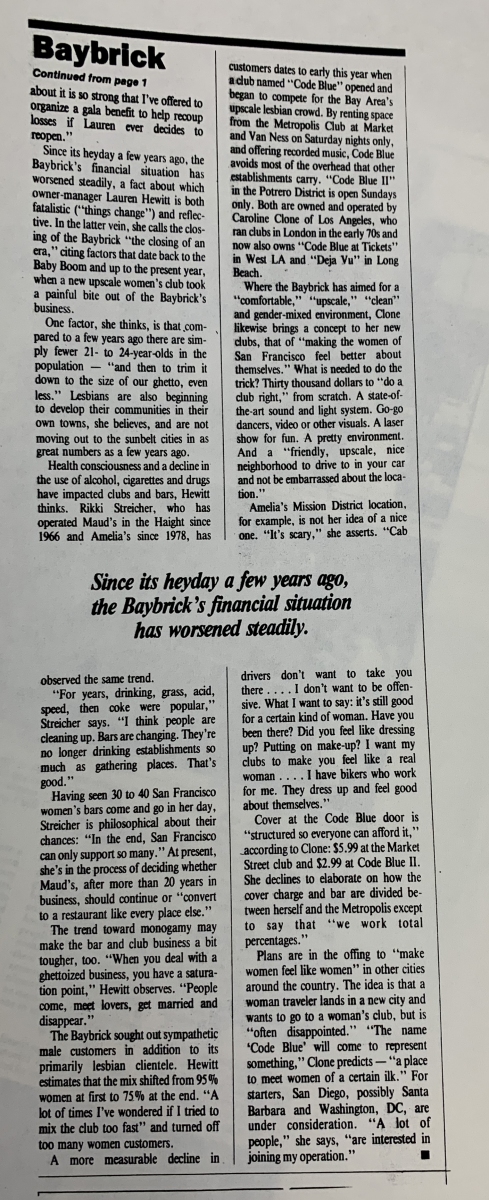 Baybrick
Continued from page 1
about it is so strong that I've offered to
organize a gala benefit to help recoup
losses if Lauren ever decides to
reopen."
Since its heyday a few years ago, the
Baybrick's financial situation has
worsened steadily, a fact about which
owner-manager Lauren Hewitt is both
fatalistic ("things change") and reflec-
tive. In the latter vein, she calls the clos-
ing of the Baybrick "the closing of an
era," citing factors that date back to the
Baby Boom and up to the present year,
when a new upscale women's club took
a painful bite out of the Baybrick's
business.
One factor, she thinks, is that com-
pared to a few years ago there are sim-
ply fewer 21- to 24-year-olds in the
population — "and then to trim it
down to the size of our ghetto, even
less." Lesbians are also beginning
to develop their communities in their
own towns, she believes, and are not
moving out to the sunbelt cities in as
great numbers as a few years ago.
Health consciousness and a decline in
the use of alcohol, cigarettes and drugs
have impacted clubs and bars, Hewitt
thinks. Rikki Streicher, who has
operated Maud's in the Haight since
1966 and Amelia's since 1978, has
customers dates to early this year when
a club named "Code Blue" opened and
began to compete for the Bay Area's
upscale lesbian crowd. By renting space
from the Metropolis Club at Market
and Van Ness on Saturday nights only,
and offering recorded music, Code Blue
avoids most of the overhead that other
establishments carry. "Code Blue II"
in the Potrero District is open Sundays
only. Both are owned and operated by
Caroline Clone of Los Angeles, who
ran clubs in London in the early 70s and
now also owns "Code Blue at Tickets"
in West LA and "Deja Vu" in Long
Beach.
Where the Baybrick has aimed for a
"comfortable," "upscale," "clean"
and gender-mixed environment, Clone
likewise brings a concept to her new
clubs, that of "making the women of
San Francisco feel better about
themselves." What is needed to do the
trick? Thirty thousand dollars to "do a
club right," from scratch. A state-of-
the-art sound and light system. Go-go
dancers, video or other visuals. A laser
show for fun. A pretty environment.
And a "friendly, upscale, nice
neighborhood to drive to in your car
and not be embarrassed about the loca-
tion."
Amelia's Mission District location,
for example, is not her idea of a nice
one. "It's scary," she asserts. "Cab
Since its heyday a few years ago,
the Baybrick's financial situation
has worsened steadily.
observed the same trend.
"For years, drinking, grass, acid,
speed, then coke were popular,"
Streicher says. "I think people are
cleaning up. Bars are changing. They're
no longer drinking establishments so
much as gathering places. That's
good."
Having seen 30 to 40 San Francisco
women's bars come and go in her day,
Streicher is philosophical about their
chances: "In the end, San Francisco
can only support so many." At present,
she's in the process of deciding whether
Maud's, after more than 20 years in
business, should continue or "convert
to a restaurant like every place else."
The trend toward monogamy may
make the bar and club business a bit
tougher, too. "When you deal with a
ghettoized business, you have a satura-
tion point," Hewitt observes. "People
come, meet lovers, get married and
disappear."
The Baybrick sought out sympathetic
male customers in addition to its
primarily lesbian clientele. Hewitt
estimates that the mix shifted from 95%
women at first to 75% at the end. "A
lot of times I've wondered if I tried to
mix the club too fast" and turned off
too many women customers.
A more measurable decline in
drivers don't want to take you
there . . . . I don't want to be offen-
sive. What I want to say: it's still good
for a certain kind of woman. Have you
been there? Did you feel like dressing
up? Putting on make-up? I want my
clubs to make you feel like a real
woman . . . . I have bikers who work
for me. They dress up and feel good
about themselves."
Cover at the Code Blue door is
"structured so everyone can afford it,"
according to Clone: $5.99 at the Market
Street club and $2.99 at Code Blue II.
She declines to elaborate on how the
cover charge and bar are divided be-
tween herself and the Metropolis except
to say that "we work total
percentages."
Plans are in the offing to "make
women feel like women" in other cities
around the country. The idea is that a
woman traveler lands in a new city and
wants to go to a woman's club, but is
"often disappointed." "The name
'Code Blue' will come to represent
something," Clone predicts — "a place
to meet women of a certain ilk." For
starters, San Diego, possibly Santa
Barbara and Washington, DC, are
under consideration. "A lot of
people," she says, "are interested in
joining my operation." ■